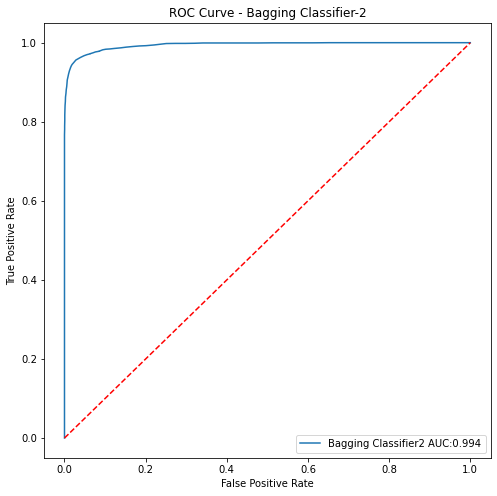 ROC Curve - Bagging Classifier-2
True Positive Rate
1.0
0.8
0.6
0.4
0.2
0.0
0.0 0.2 0.4 0.6 0.8 1.0
False Positive Rate
Bagging Classifier2 AUC:0.994